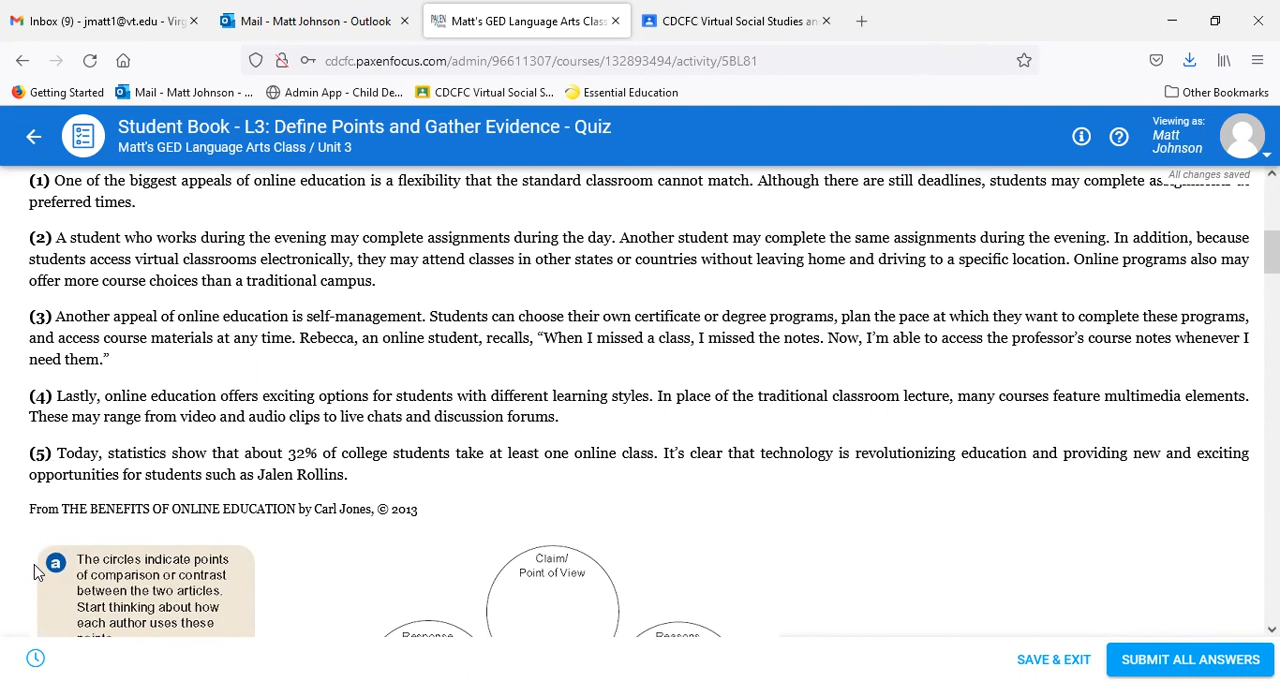 Inbox (9) - jmatt1@vt.edu - Virg
Mail - Matt Johnson - Outlook
PAXEN Matt's GED Language Arts Clas
CDCFC Virtual Social Studies an
cdcfc.paxenfocus.com/admin/96611307/courses/132893494/activity/5BL81
Getting Started
Mail - Matt Johnson - ...
Admin App - Child De...
CDCFC Virtual Social S...
Essential Education
Other Bookmarks
Student Book - L3: Define Points and Gather Evidence - Quiz
Matt's GED Language Arts Class / Unit 3
Viewing as:
Matt
Johnson
All changes saved
(1) One of the biggest appeals of online education is a flexibility that the standard classroom cannot match. Although there are still deadlines, students may complete
preferred times.
(2) A student who works during the evening may complete assignments during the day. Another student may complete the same assignments during the evening. In addition, because
students access virtual classrooms electronically, they may attend classes in other states or countries without leaving home and driving to a specific location. Online programs also may
offer more course choices than a traditional campus.
(3) Another appeal of online education is self-management. Students can choose their own certificate or degree programs, plan the pace at which they want to complete these programs,
and access course materials at any time. Rebecca, an online student, recalls, “When I missed a class, I missed the notes. Now, I’m able to access the professor’s course notes whenever I
need them.”
(4) Lastly, online education offers exciting options for students with different learning styles. In place of the traditional classroom lecture, many courses feature multimedia elements.
These may range from video and audio clips to live chats and discussion forums.
(5) Today, statistics show that about 32% of college students take at least one online class. It’s clear that technology is revolutionizing education and providing new and exciting
opportunities for students such as Jalen Rollins.
From THE BENEFITS OF ONLINE EDUCATION by Carl Jones, © 2013
a
The circles indicate points
of comparison or contrast
between the two articles.
Start thinking about how
each author uses these
Claim/
Point of View
Response
Reasons
SAVE & EXIT
SUBMIT ALL ANSWERS